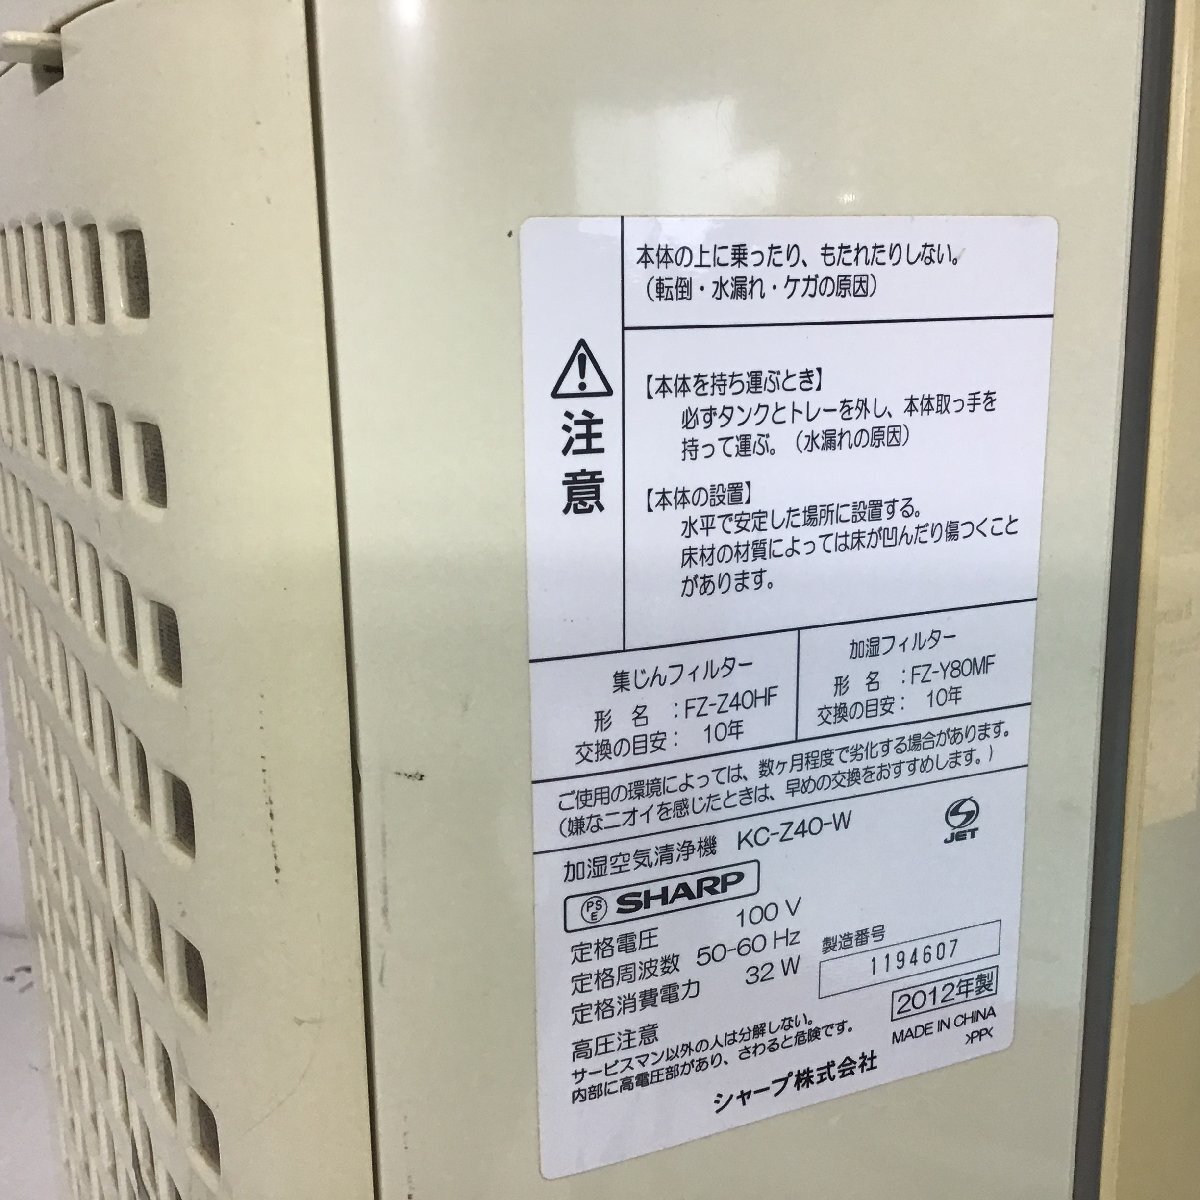 本体の上に乗ったり、もたれたりしない。
（転倒・水漏れ・ケガの原因）
注意
【本体を持ち運ぶとき】
必ずタンクとトレーを外し、本体取っ手を
持って運ぶ。（水漏れの原因）
【本体の設置】
水平で安定した場所に設置する。
床材の材質によっては床が凹んだり傷つくこと
があります。
集じんフィルター
形 名 ：FZ-Z40HF
交換の目安： 10年
加湿フィルター
形 名 ：FZ-Y80MF
交換の目安： 10年
ご使用の環境によっては、数ヶ月程度で劣化する場合があります。
（嫌なニオイを感じたときは、早めの交換をおすすめします。）
加湿空気清浄機 KC-Z40-W
JET
PS E SHARP
定格電圧 100 V
定格周波数 50-60 Hz
定格消費電力 32 W
製造番号
1194607
2012年製
MADE IN CHINA
>PP<
高圧注意
サービスマン以外の人は分解しない。
内部に高電圧部があり、さわると危険です。
シャープ株式会社